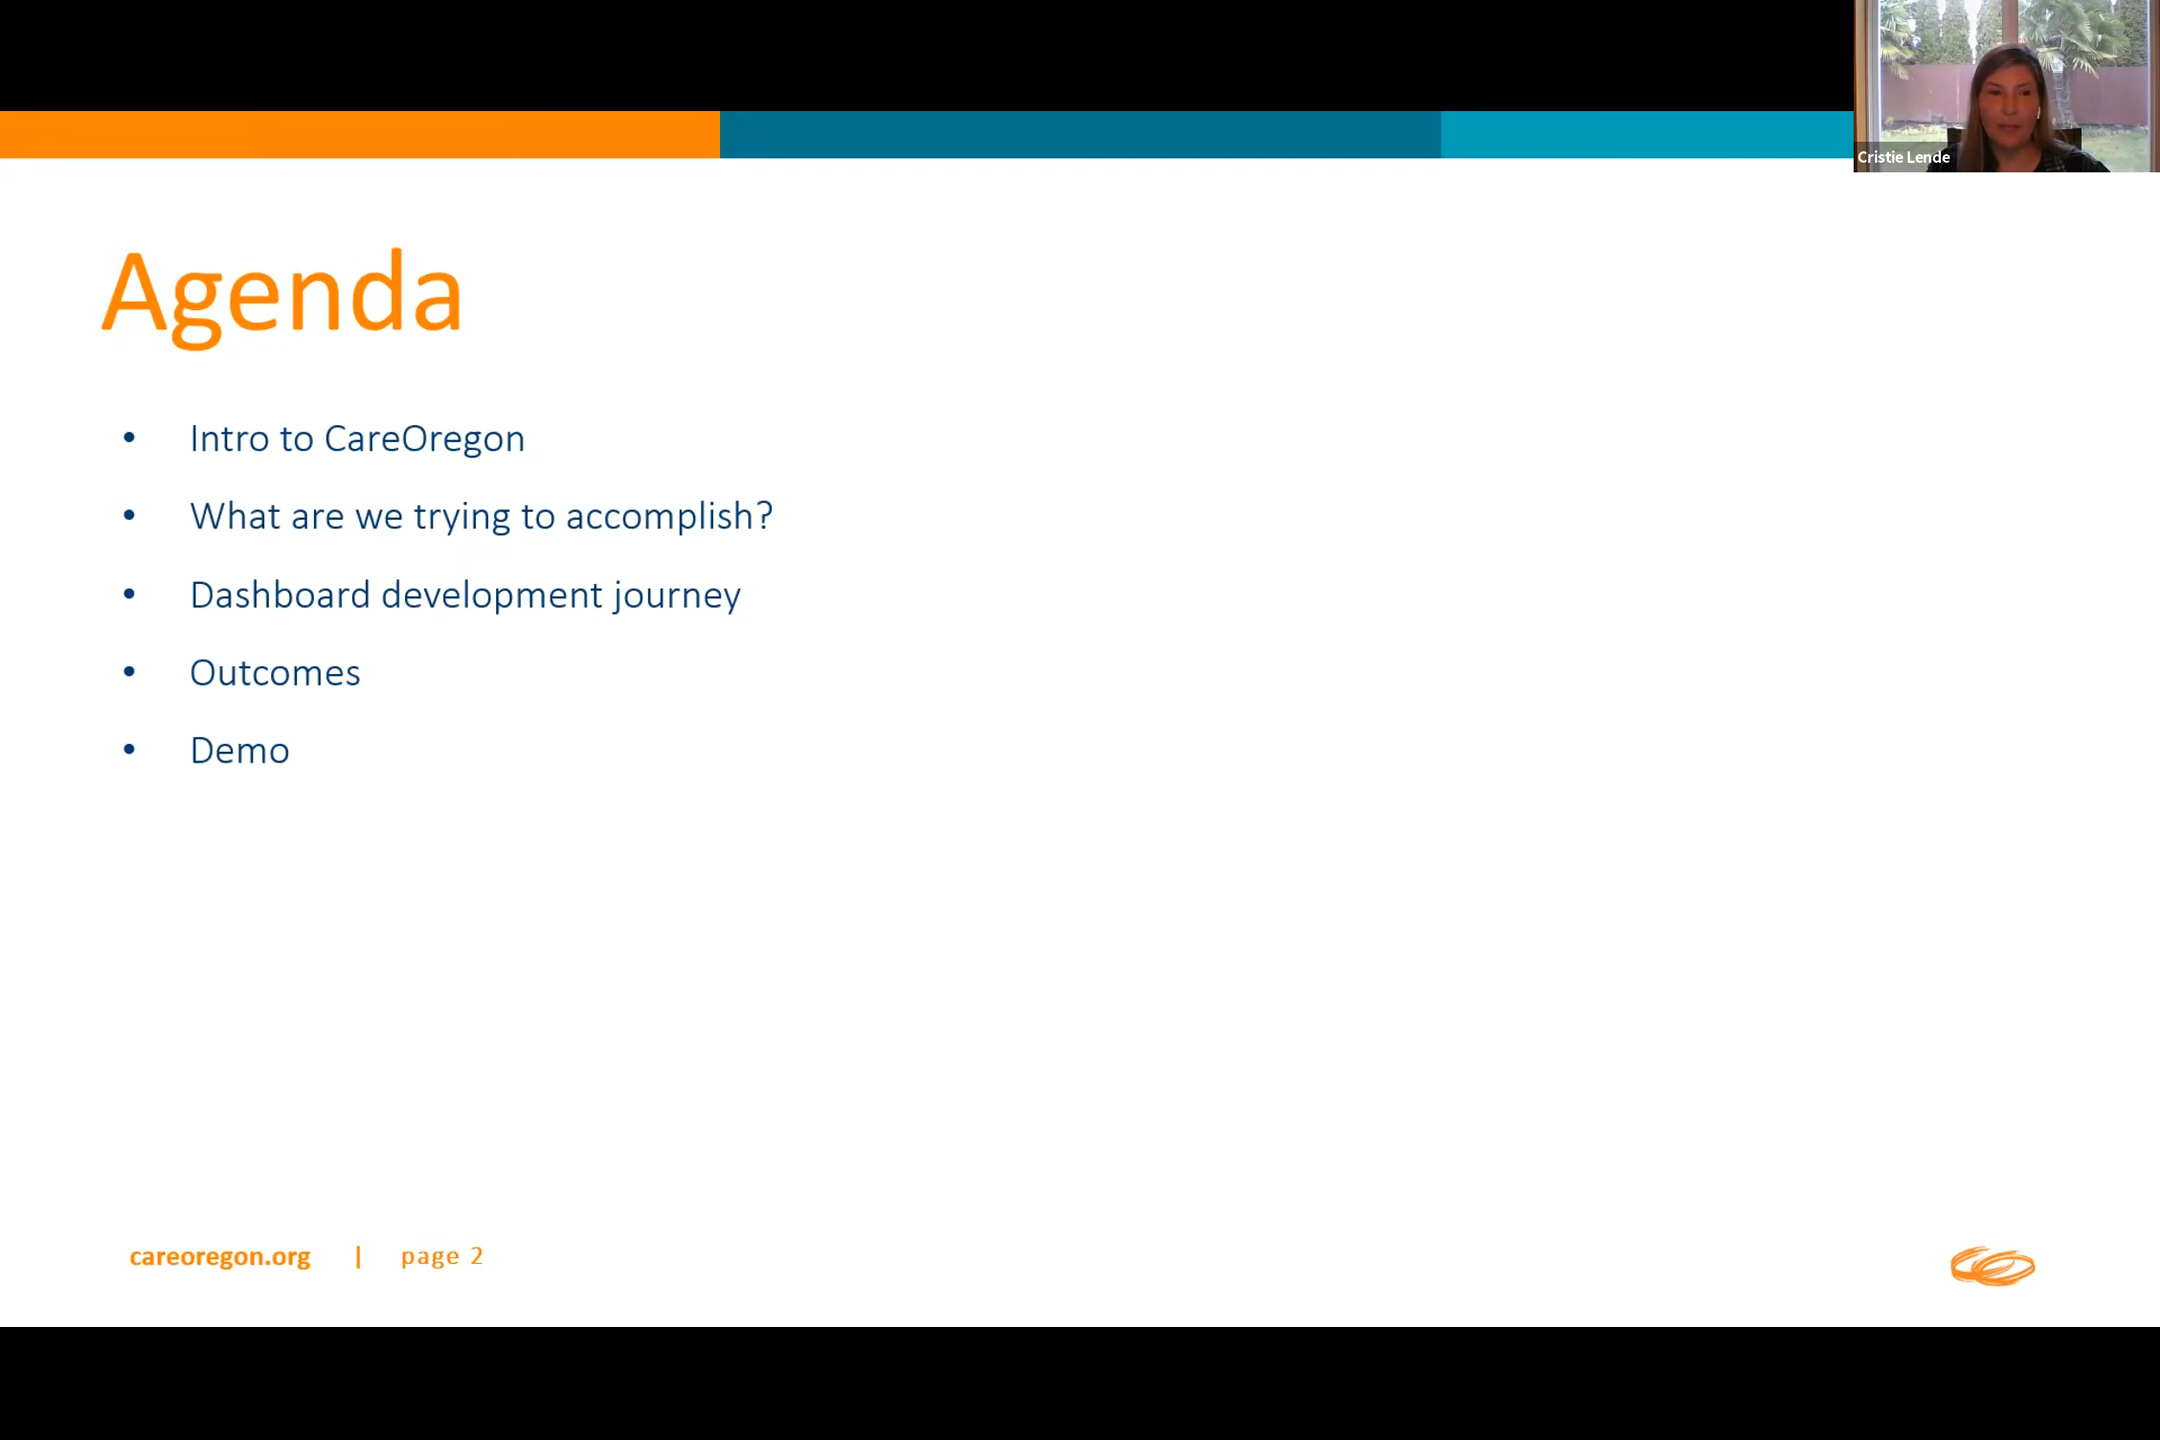 Cristie Lende
Agenda
• Intro to CareOregon
• What are we trying to accomplish?
• Dashboard development journey
• Outcomes
• Demo
careoregon.org | page 2